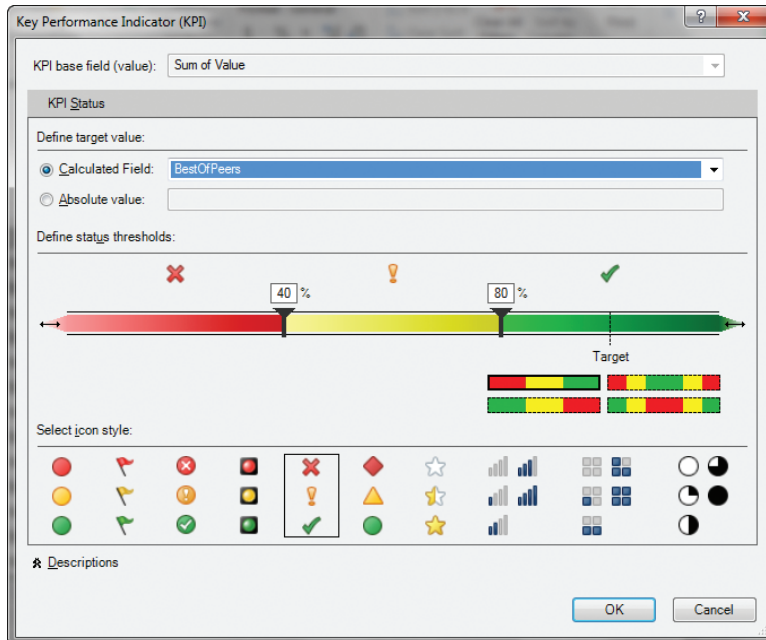 Key Performance Indicator (KPI)
? X
KPI base field (value): Sum of Value
KPI Status
Define target value:
Calculated Field: BestOfPeers
Absolute value:
Define status thresholds:
40 % 80 %
Target
Select icon style:
Descriptions
OK Cancel